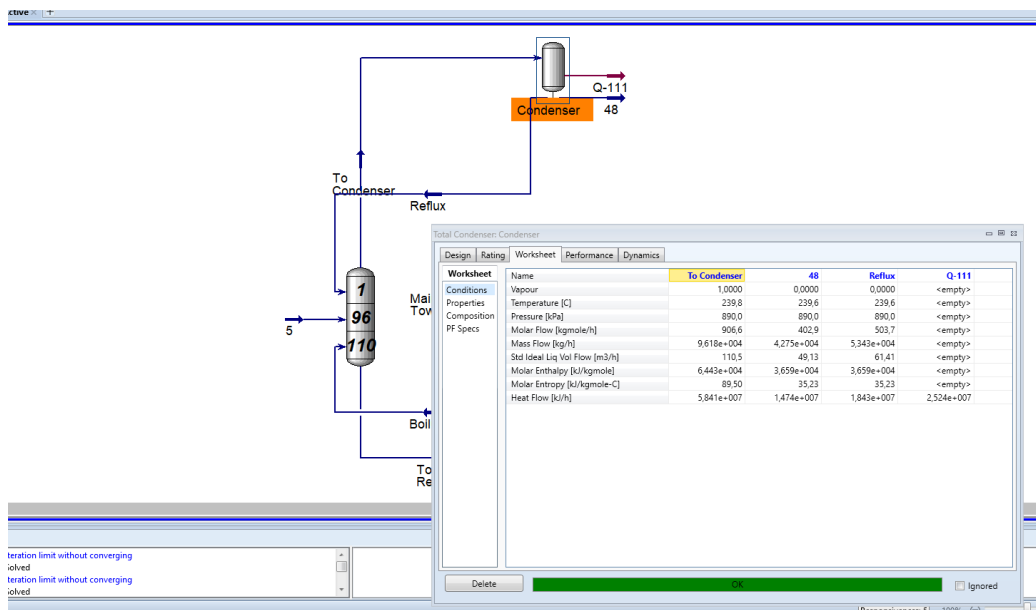 Q-111
48
Condenser
To
Condenser
Reflux
1
96
110
5
Mai
Tow
Boil
To
Re
Total Condenser: Condenser
Design Rating Worksheet Performance Dynamics
Worksheet
Conditions
Properties
Composition
PF Specs
Name To Condenser 48 Reflux Q-111
Vapour 1,0000 0,0000 0,0000 <empty>
Temperature [C] 239,8 239,6 239,6 <empty>
Pressure [kPa] 890,0 890,0 890,0 <empty>
Molar Flow [kgmole/h] 906,6 402,9 503,7 <empty>
Mass Flow [kg/h] 9,618e+004 4,275e+004 5,343e+004 <empty>
Std Ideal Liq Vol Flow [m3/h] 110,5 49,13 61,41 <empty>
Molar Enthalpy [kJ/kgmole] 6,443e+004 3,659e+004 3,659e+004 <empty>
Molar Entropy [kJ/kgmole-C] 89,50 35,23 35,23 <empty>
Heat Flow [kJ/h] 5,841e+007 1,474e+007 1,843e+007 2,524e+007
teration limit without converging
olved
teration limit without converging
olved
Delete OK Ignored